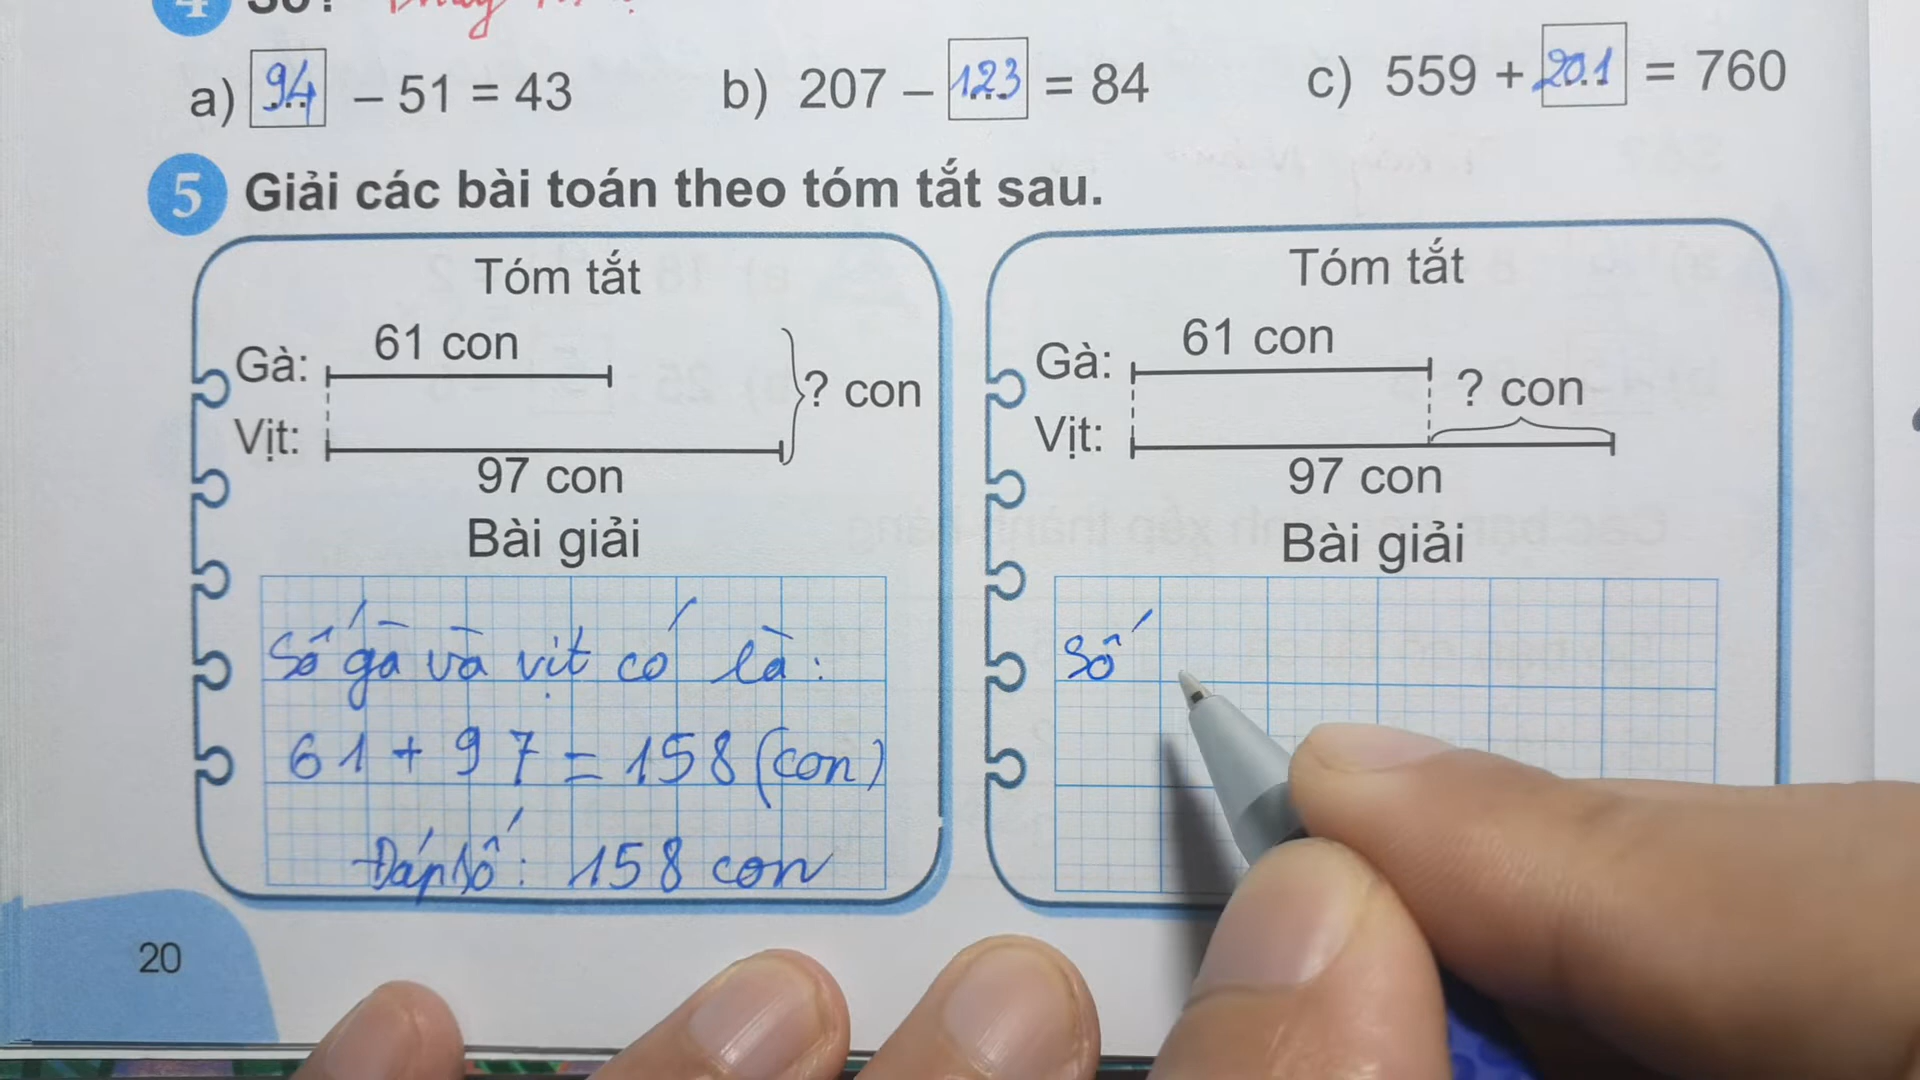 4 Số?
a) 94 – 51 = 43 b) 207 – 123 = 84 c) 559 + 201 = 760
5 Giải các bài toán theo tóm tắt sau.
Tóm tắt
61 con
Gà:
? con
Vịt:
97 con
Bài giải
Số gà và vịt có là:
61 + 97 = 158 (con)
Đáp số: 158 con
Tóm tắt
61 con
Gà:
? con
Vịt:
97 con
Bài giải
Số
20